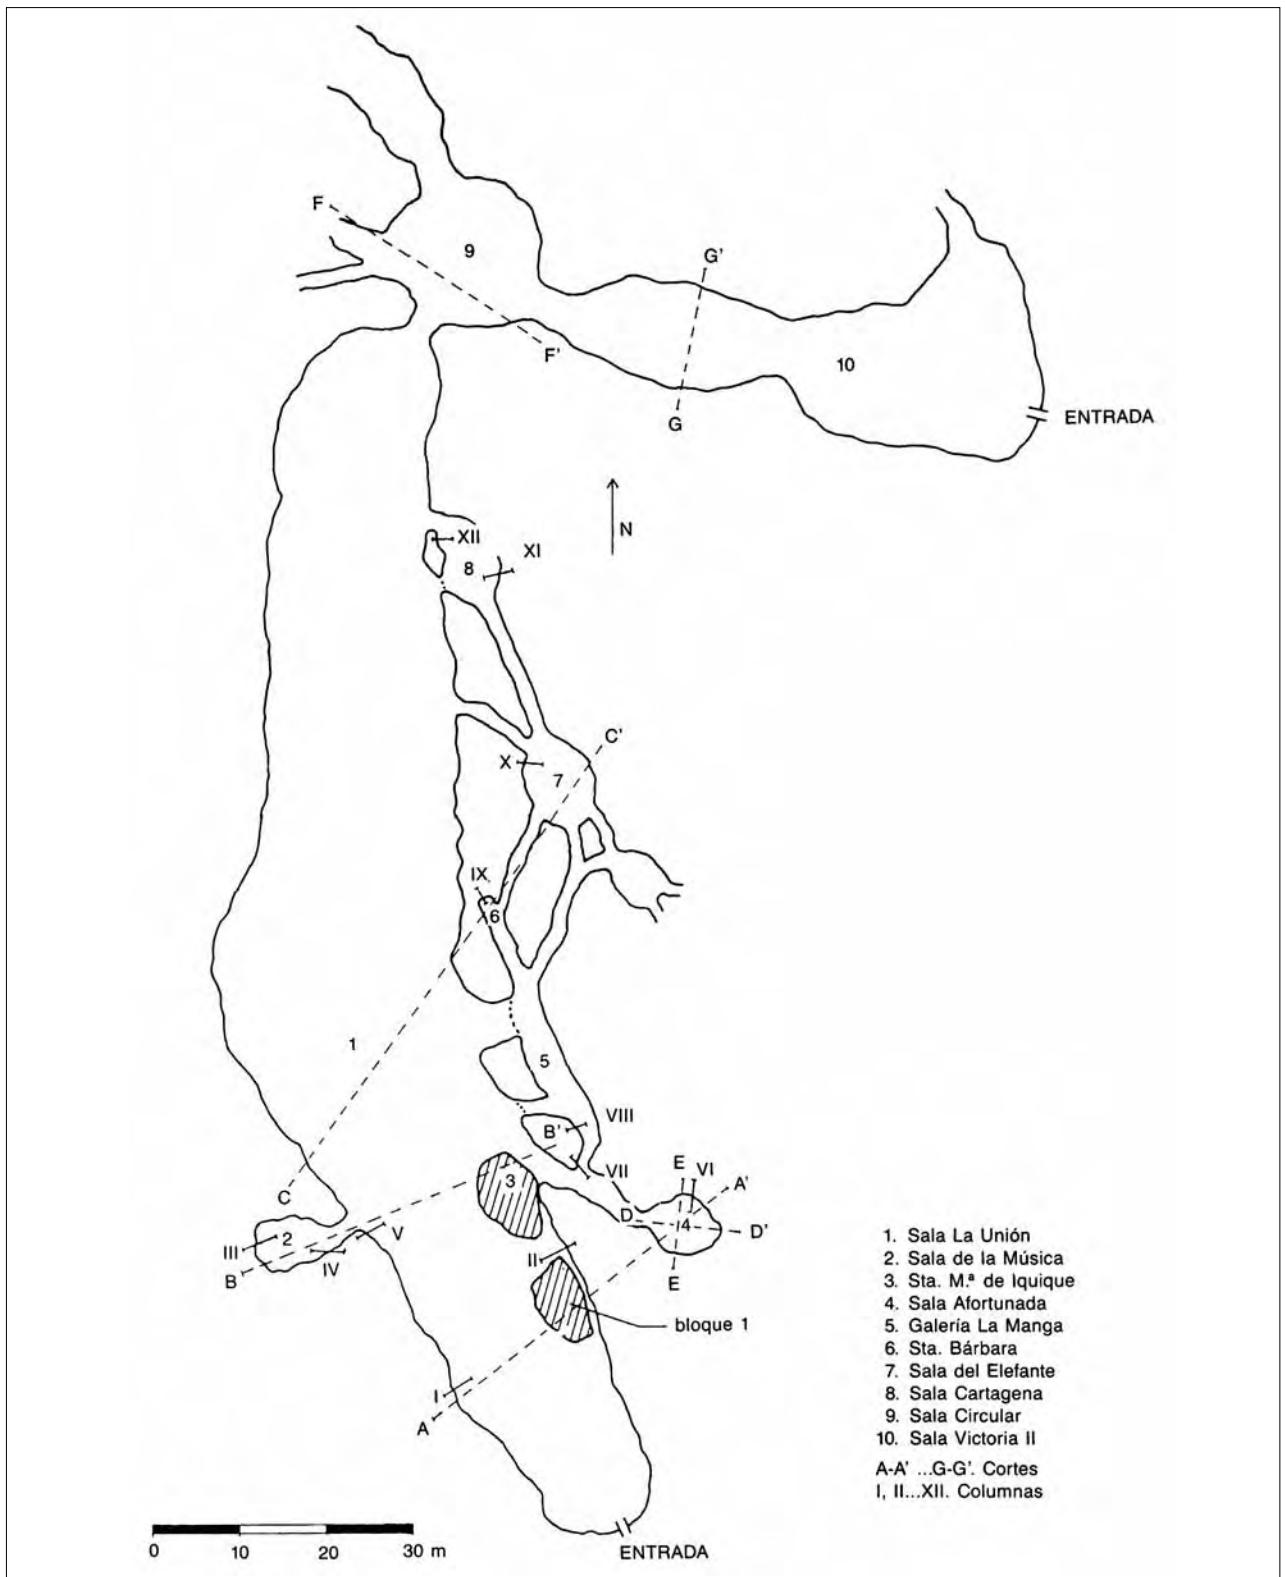 F
9
G'
F'
10
G
ENTRADA
N
XII
XI
8
C'
X
7
IX
6
1
5
VIII
B'
VII
3
E
VI
A'
C
D
4
D'
2
V
III
IV
B
II
E
bloque 1
I
A
1. Sala La Unión
2. Sala de la Música
3. Sta. M.ª de Iquique
4. Sala Afortunada
5. Galería La Manga
6. Sta. Bárbara
7. Sala del Elefante
8. Sala Cartagena
9. Sala Circular
10. Sala Victoria II
A-A' ...G-G'. Cortes
I, II...XII. Columnas
0 10 20 30 m
ENTRADA